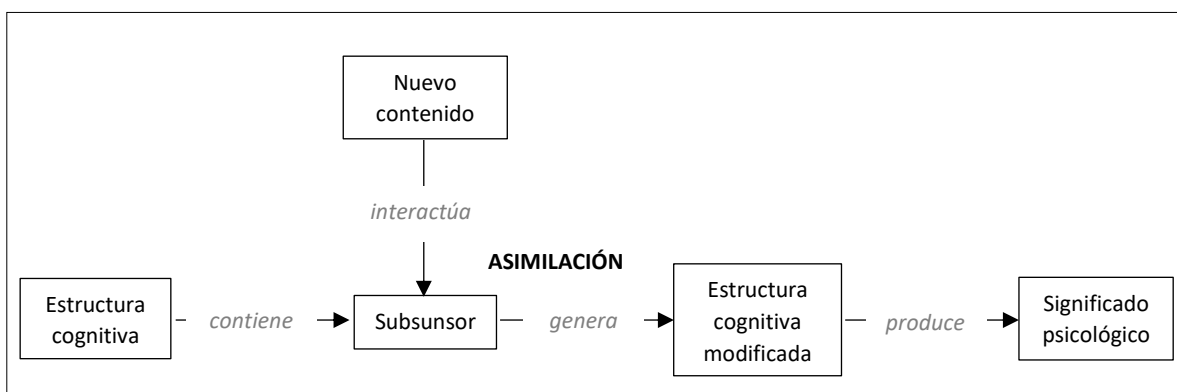 Nuevo
contenido
interactúa
ASIMILACIÓN
Estructura
cognitiva
contiene
Subsunsor
genera
Estructura
cognitiva
modificada
produce
Significado
psicológico